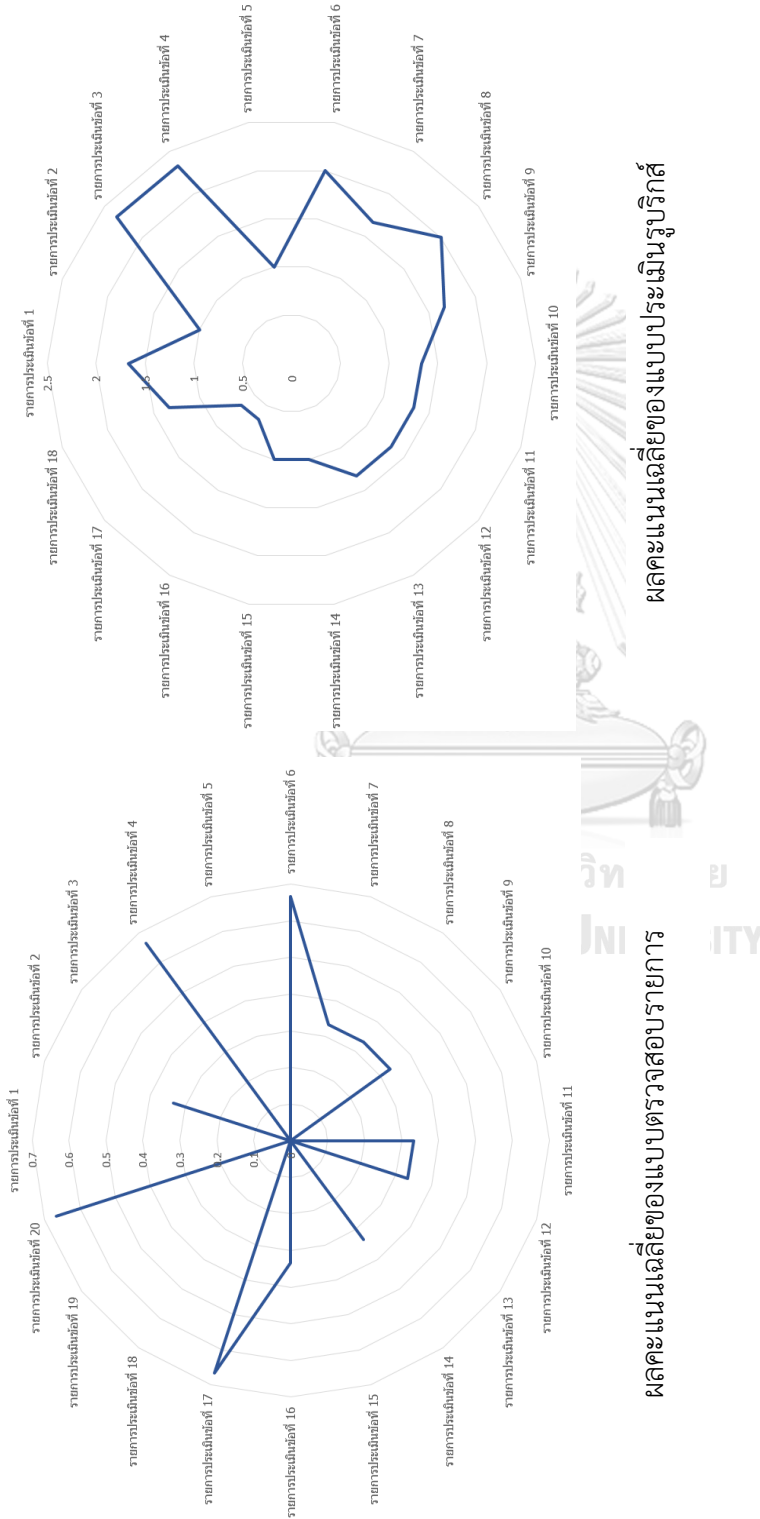 รายการประเมินข้อที่ 1
รายการประเมินข้อที่ 2
รายการประเมินข้อที่ 3
รายการประเมินข้อที่ 4
รายการประเมินข้อที่ 5
รายการประเมินข้อที่ 6
รายการประเมินข้อที่ 7
รายการประเมินข้อที่ 8
รายการประเมินข้อที่ 9
รายการประเมินข้อที่ 10
รายการประเมินข้อที่ 11
รายการประเมินข้อที่ 12
รายการประเมินข้อที่ 13
รายการประเมินข้อที่ 14
รายการประเมินข้อที่ 15
รายการประเมินข้อที่ 16
รายการประเมินข้อที่ 17
รายการประเมินข้อที่ 18
รายการประเมินข้อที่ 19
รายการประเมินข้อที่ 20
0.7
0.6
0.5
0.4
0.3
0.2
0.1
0
ผลคะแนนเฉลี่ยของแบบตรวจสอบรายการ
รายการประเมินข้อที่ 1
รายการประเมินข้อที่ 2
รายการประเมินข้อที่ 3
รายการประเมินข้อที่ 4
รายการประเมินข้อที่ 5
รายการประเมินข้อที่ 6
รายการประเมินข้อที่ 7
รายการประเมินข้อที่ 8
รายการประเมินข้อที่ 9
รายการประเมินข้อที่ 10
รายการประเมินข้อที่ 11
รายการประเมินข้อที่ 12
รายการประเมินข้อที่ 13
รายการประเมินข้อที่ 14
รายการประเมินข้อที่ 15
รายการประเมินข้อที่ 16
รายการประเมินข้อที่ 17
รายการประเมินข้อที่ 18
2.5
2
1.5
1
0.5
0
ผลคะแนนเฉลี่ยของแบบประเมินรูบริกส์